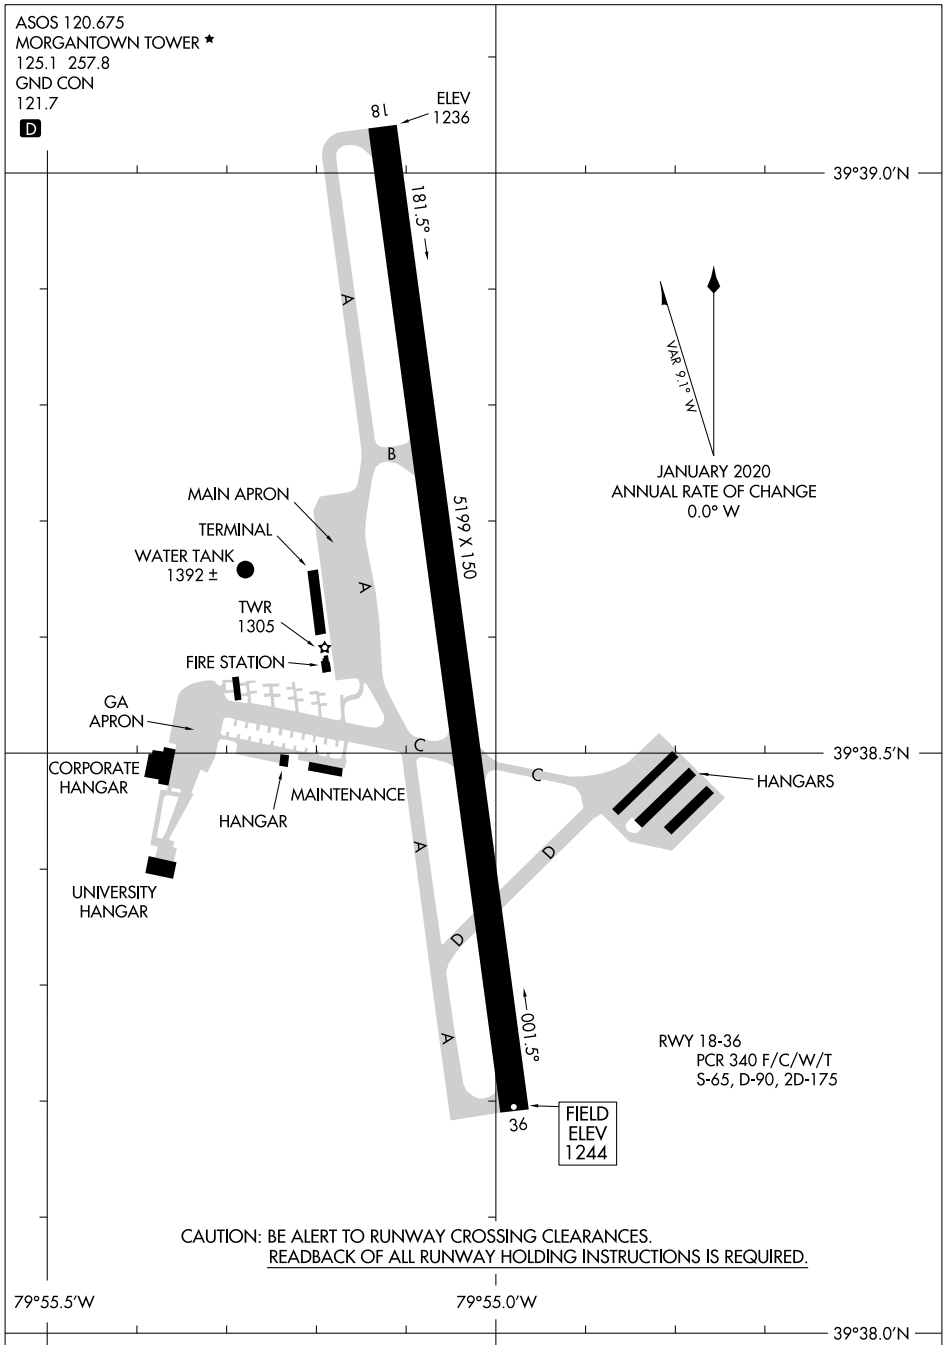 ASOS 120.675
MORGANTOWN TOWER ★
125.1 257.8
GND CON
121.7
D
18
ELEV
1236
39°39.0'N
181.5°
A
VAR 9.1° W
JANUARY 2020
ANNUAL RATE OF CHANGE
0.0° W
B
MAIN APRON
5199 X 150
TERMINAL
WATER TANK
1392 ±
A
TWR
1305
FIRE STATION
GA
APRON
C
39°38.5'N
CORPORATE
HANGAR
C
HANGARS
MAINTENANCE
HANGAR
A
D
UNIVERSITY
HANGAR
D
001.5°
A
RWY 18-36
PCR 340 F/C/W/T
S-65, D-90, 2D-175
36
FIELD
ELEV
1244
CAUTION: BE ALERT TO RUNWAY CROSSING CLEARANCES.
READBACK OF ALL RUNWAY HOLDING INSTRUCTIONS IS REQUIRED.
79°55.5'W
79°55.0'W
39°38.0'N